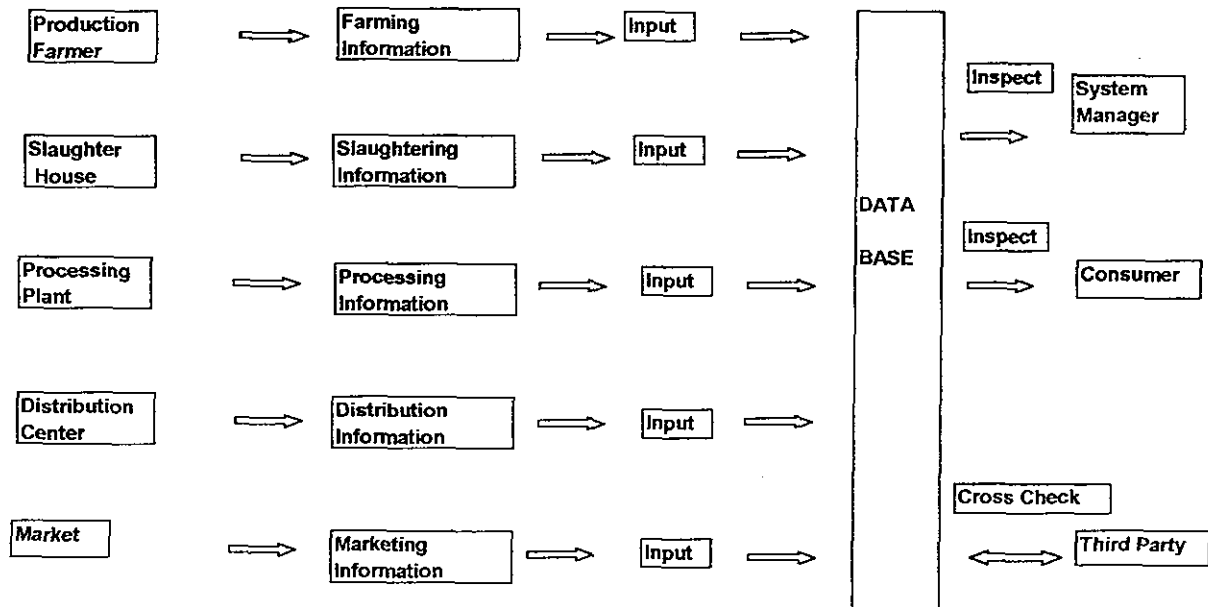 Production
Farmer
Farming
Information
Input
Inspect
System
Manager
Slaughter
House
Slaughtering
Information
Input
DATA
BASE
Inspect
Processing
Plant
Processing
Information
Input
Consumer
Distribution
Center
Distribution
Information
Input
Cross Check
Market
Marketing
Information
Input
Third Party